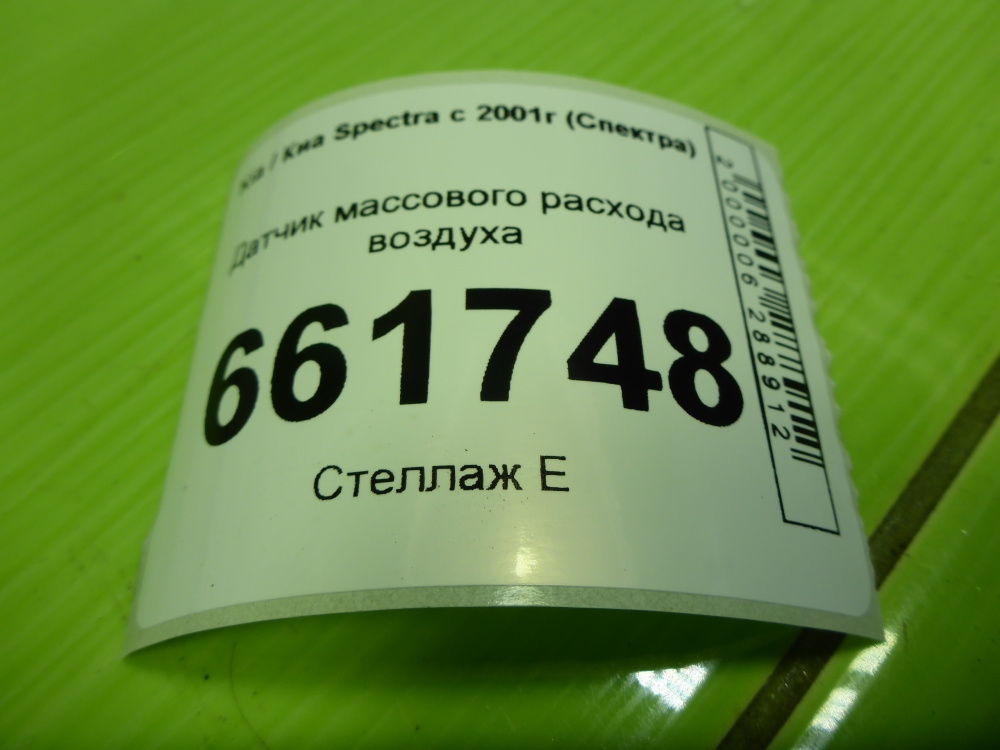 Kia / Киа Spectra с 2001г (Спектра)
Датчик массового расхода
воздуха
661748
Стеллаж Е
2000006288912